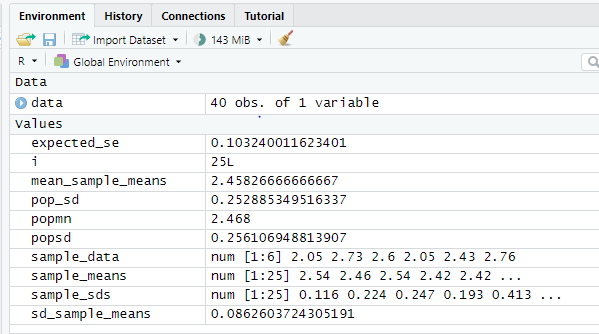 Environment History Connections Tutorial
Import Dataset 143 MiB
R Global Environment
Data
data 40 obs. of 1 variable
Values
expected_se 0.103240011623401
i 25L
mean_sample_means 2.45826666666667
pop_sd 0.252885349516337
popmn 2.468
popsd 0.256106948813907
sample_data num [1:6] 2.05 2.73 2.6 2.05 2.43 2.76
sample_means num [1:25] 2.54 2.46 2.54 2.42 2.42 ...
sample_sds num [1:25] 0.116 0.224 0.247 0.193 0.413 ...
sd_sample_means 0.0862603724305191